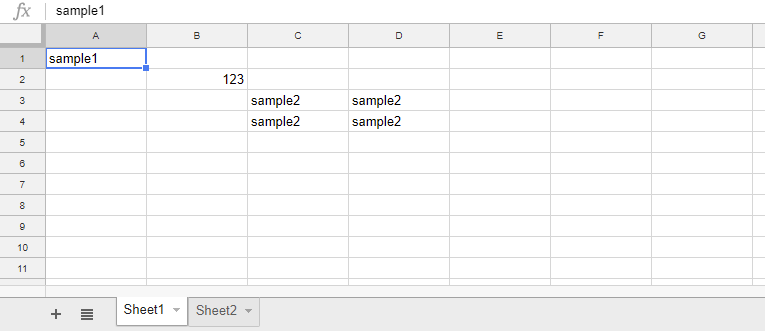 fx sample1
A B C D E F G
1 sample1
2 123
3 sample2 sample2
4 sample2 sample2
5
6
7
8
9
10
11
+ Sheet1 Sheet2